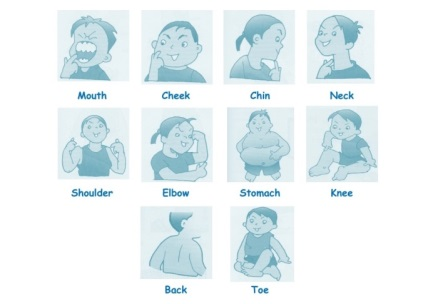 Mouth Cheek Chin Neck
Shoulder Elbow Stomach Knee
Back Toe